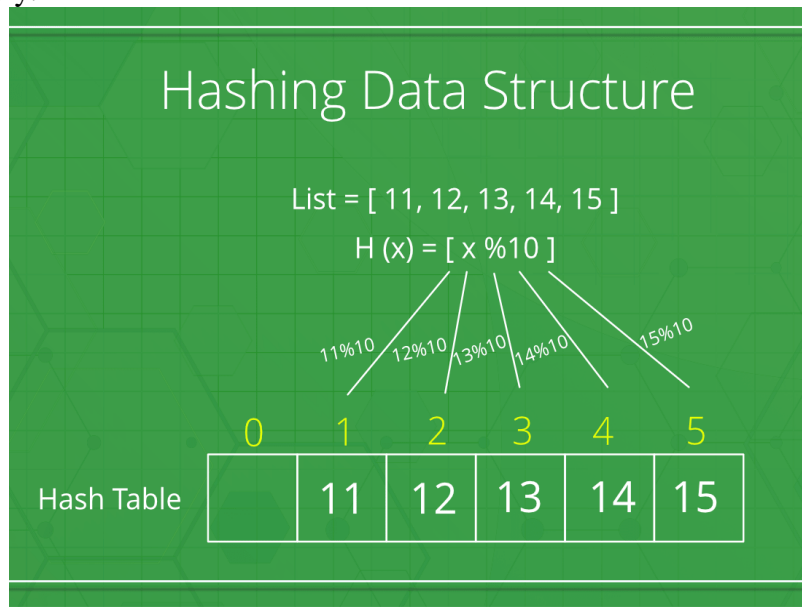 Hashing Data Structure
List = [ 11, 12, 13, 14, 15 ]
H (x) = [ x %10 ]
11%10 12%10 13%10 14%10 15%10
0 1 2 3 4 5
Hash Table 11 12 13 14 15